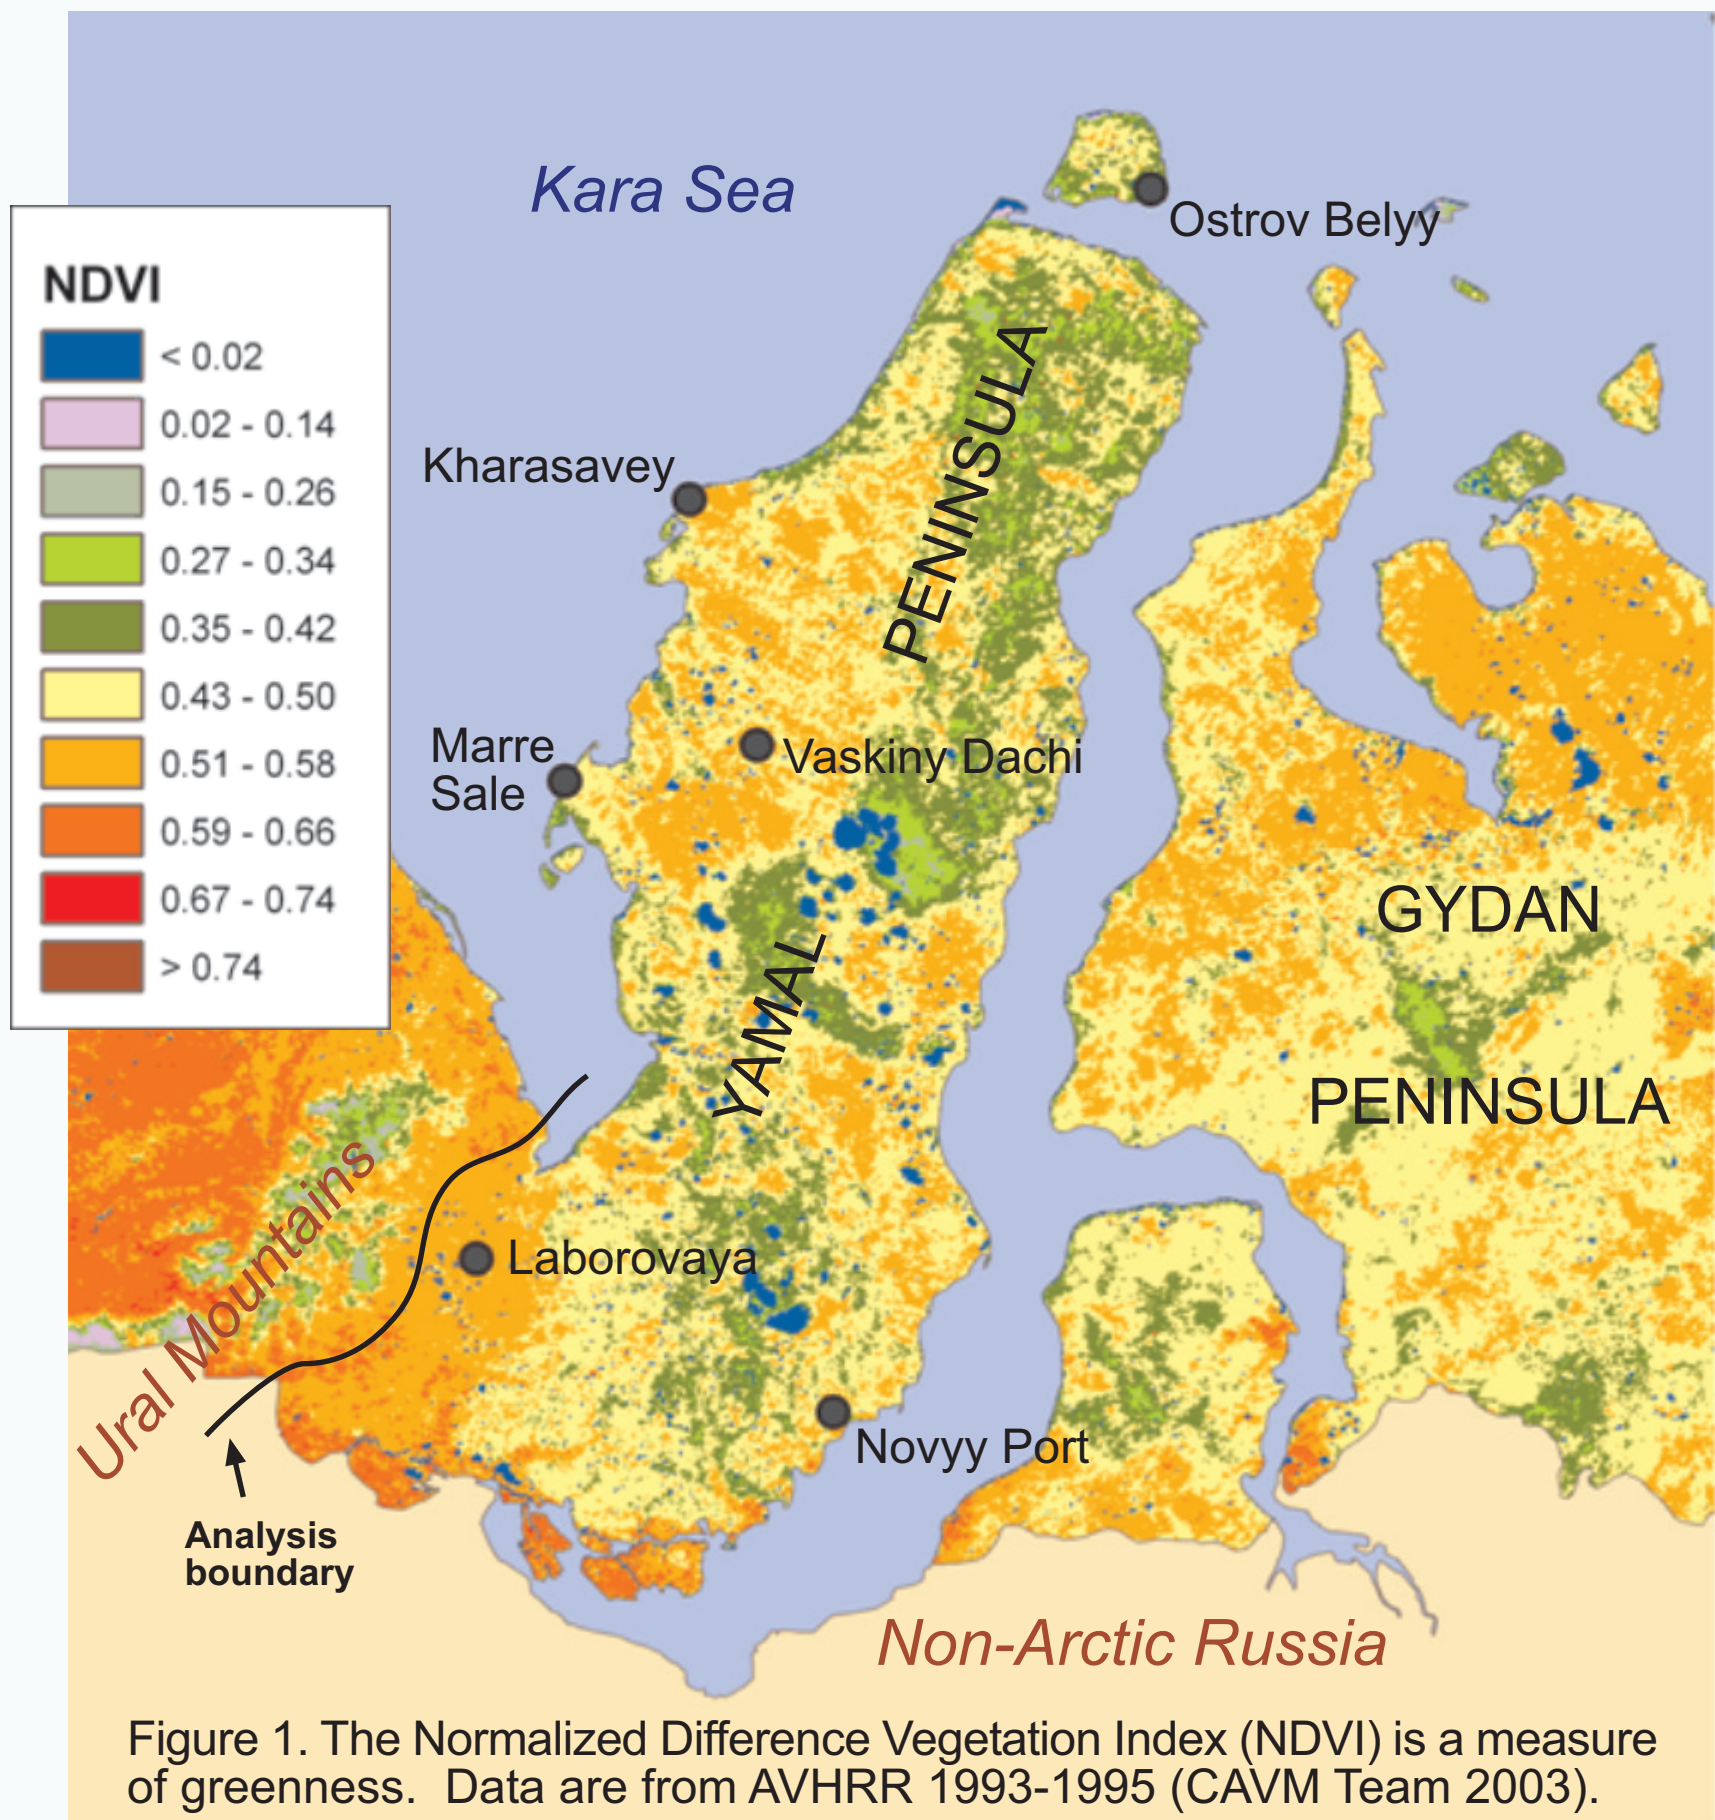 Kara Sea
Ostrov Belyy
NDVI
< 0.02
0.02 - 0.14
0.15 - 0.26
0.27 - 0.34
0.35 - 0.42
0.43 - 0.50
0.51 - 0.58
0.59 - 0.66
0.67 - 0.74
> 0.74
Kharasavey
Marre
Sale
Vaskiny Dachi
YAMAL
PENINSULA
GYDAN
PENINSULA
Ural Mountains
Laborovaya
Novyy Port
Analysis
boundary
Non-Arctic Russia
Figure 1. The Normalized Difference Vegetation Index (NDVI) is a measure
of greenness.  Data are from AVHRR 1993-1995 (CAVM Team 2003).